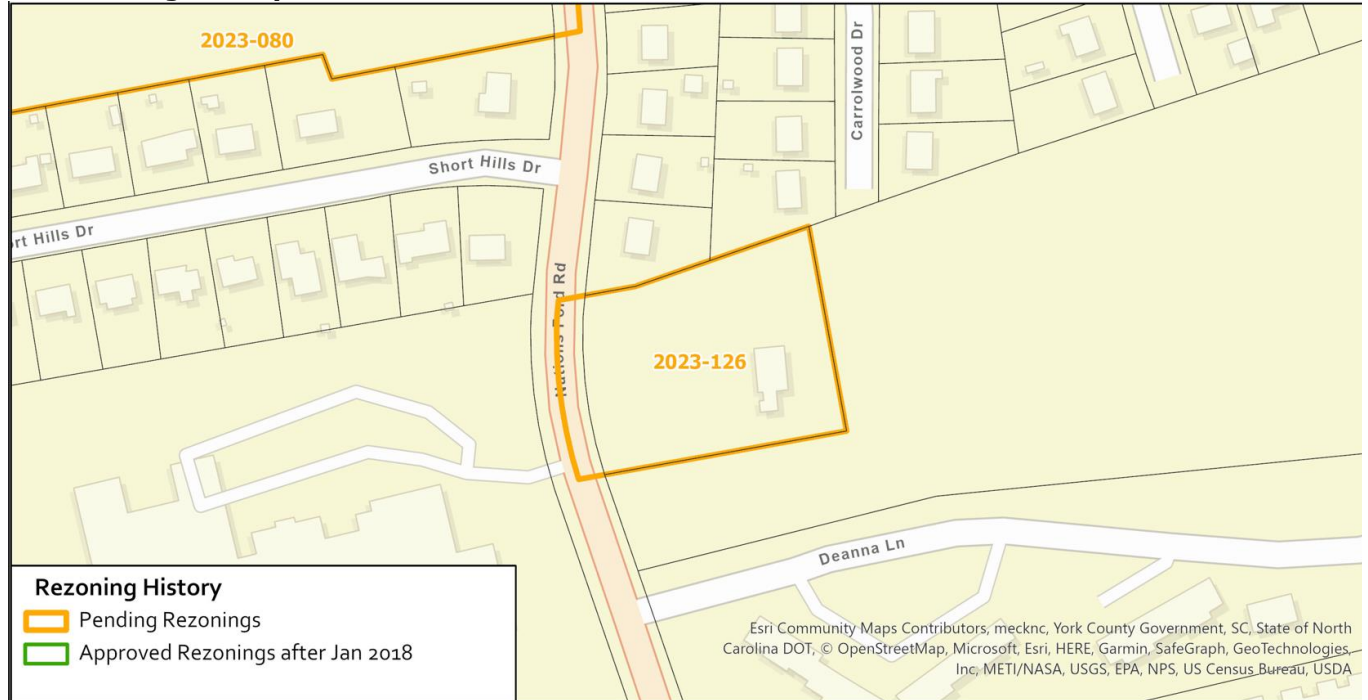 2023-080
Carrolwood Dr
Short Hills Dr
rt Hills Dr
Nations Ford Rd
2023-126
Deanna Ln
Rezoning History
Pending Rezonings
Approved Rezonings after Jan 2018
Esri Community Maps Contributors, mecknc, York County Government, SC, State of North
Carolina DOT, © OpenStreetMap, Microsoft, Esri, HERE, Garmin, SafeGraph, GeoTechnologies,
Inc, METI/NASA, USGS, EPA, NPS, US Census Bureau, USDA